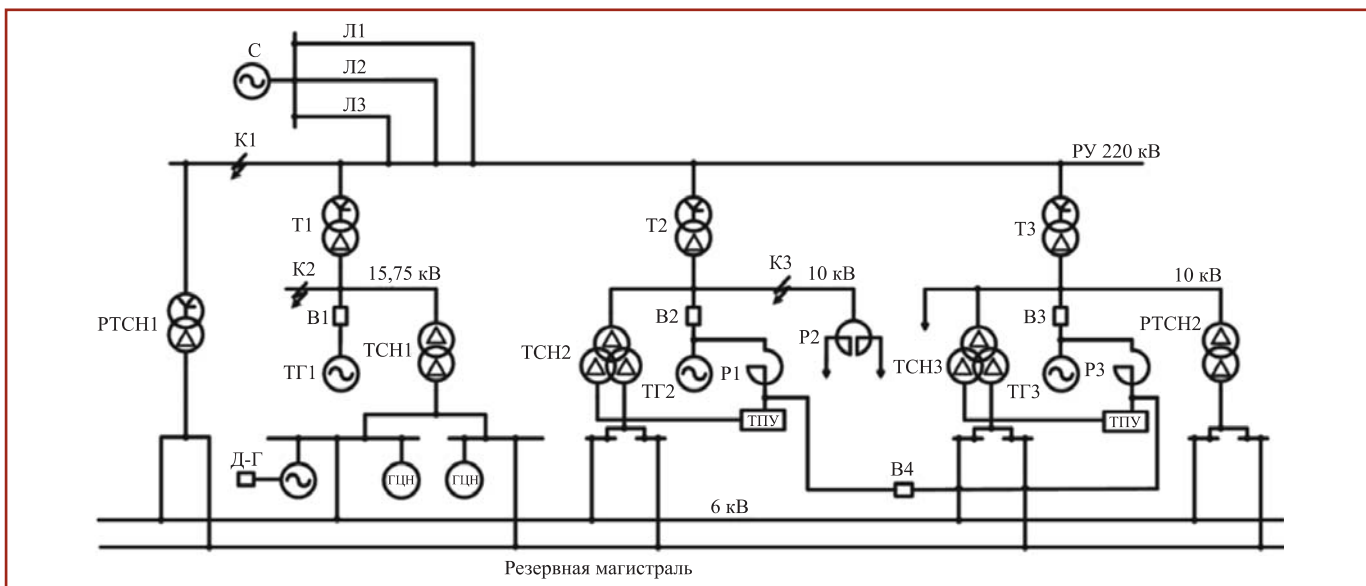 Л1
С
Л2
Л3
К1
РУ 220 кВ
Т1
Т2
Т3
К2
15,75 кВ
К3
10 кВ
10 кВ
РТСН1
В1
ТСН1
ТГ1
ТСН2
В2
ТГ2
Р1
Р2
ТСН3
В3
ТГ3
Р3
РТСН2
ТПУ
ТПУ
Д-Г
ГЦН
ГЦН
В4
6 кВ
Резервная магистраль